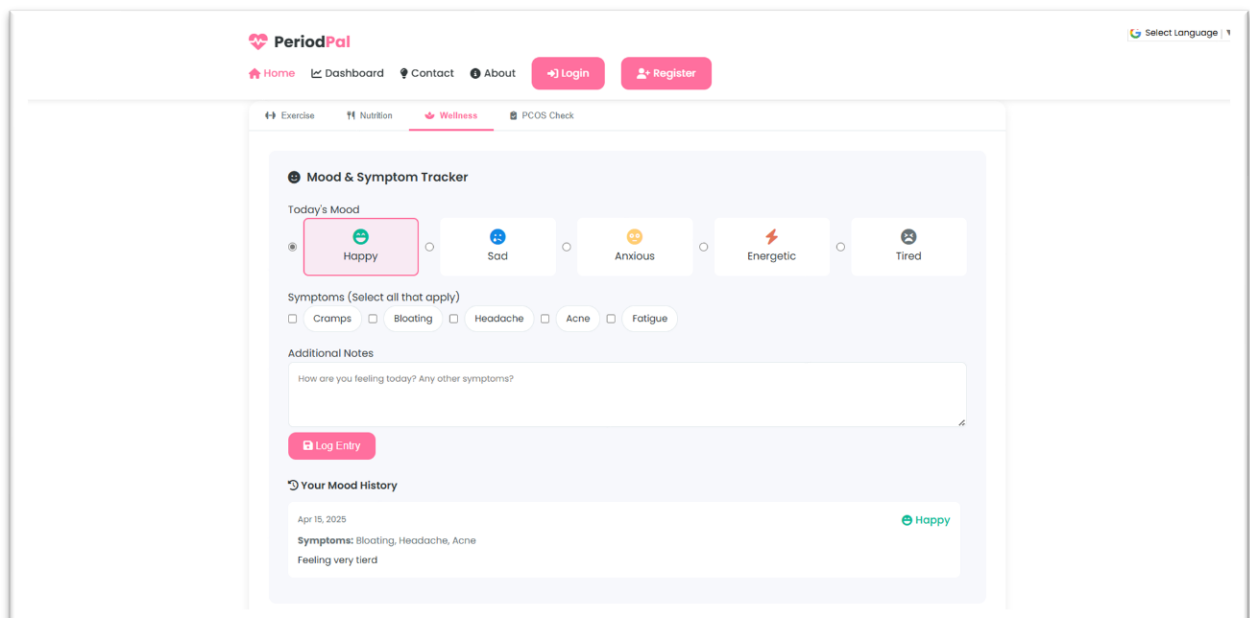 PeriodPal
Select Language
Home Dashboard Contact About Login Register
Exercise Nutrition Wellness PCOS Check
Mood & Symptom Tracker
Today's Mood
Happy Sad Anxious Energetic Tired
Symptoms (Select all that apply)
Cramps Bloating Headache Acne Fatigue
Additional Notes
How are you feeling today? Any other symptoms?
Log Entry
Your Mood History
Apr 15, 2025 Happy
Symptoms: Bloating, Headache, Acne
Feeling very tierd